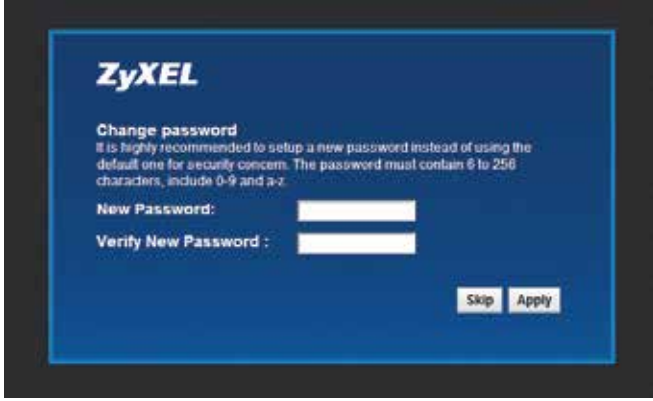 ZyXEL
Change password
It is highly recommended to setup a new password instead of using the
default one for security concern. The password must contain 6 to 256
characters, include 0-9 and a-z.
New Password:
Verify New Password :
Skip Apply